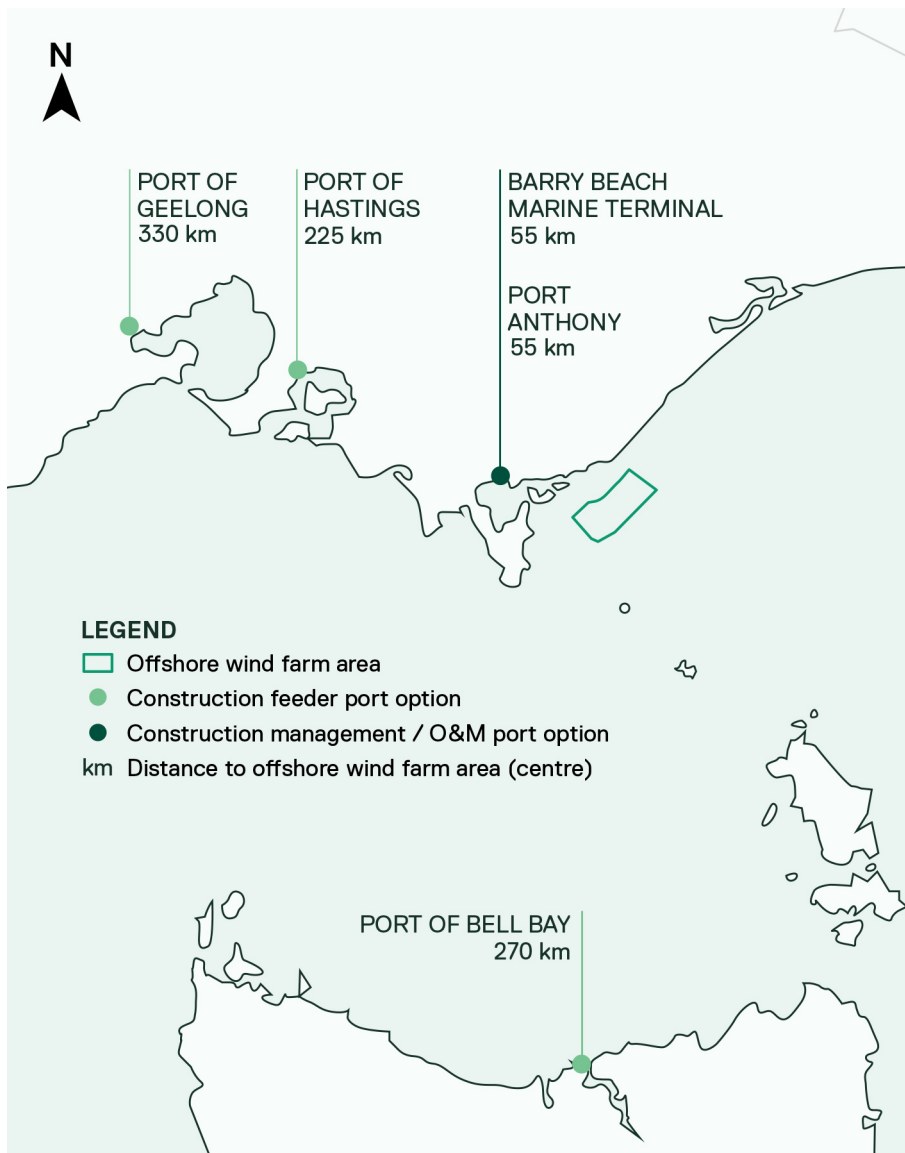 N
PORT OF
GEELONG
330 km
PORT OF
HASTINGS
225 km
BARRY BEACH
MARINE TERMINAL
55 km
PORT
ANTHONY
55 km
LEGEND
Offshore wind farm area
Construction feeder port option
Construction management / O&M port option
km Distance to offshore wind farm area (centre)
PORT OF BELL BAY
270 km